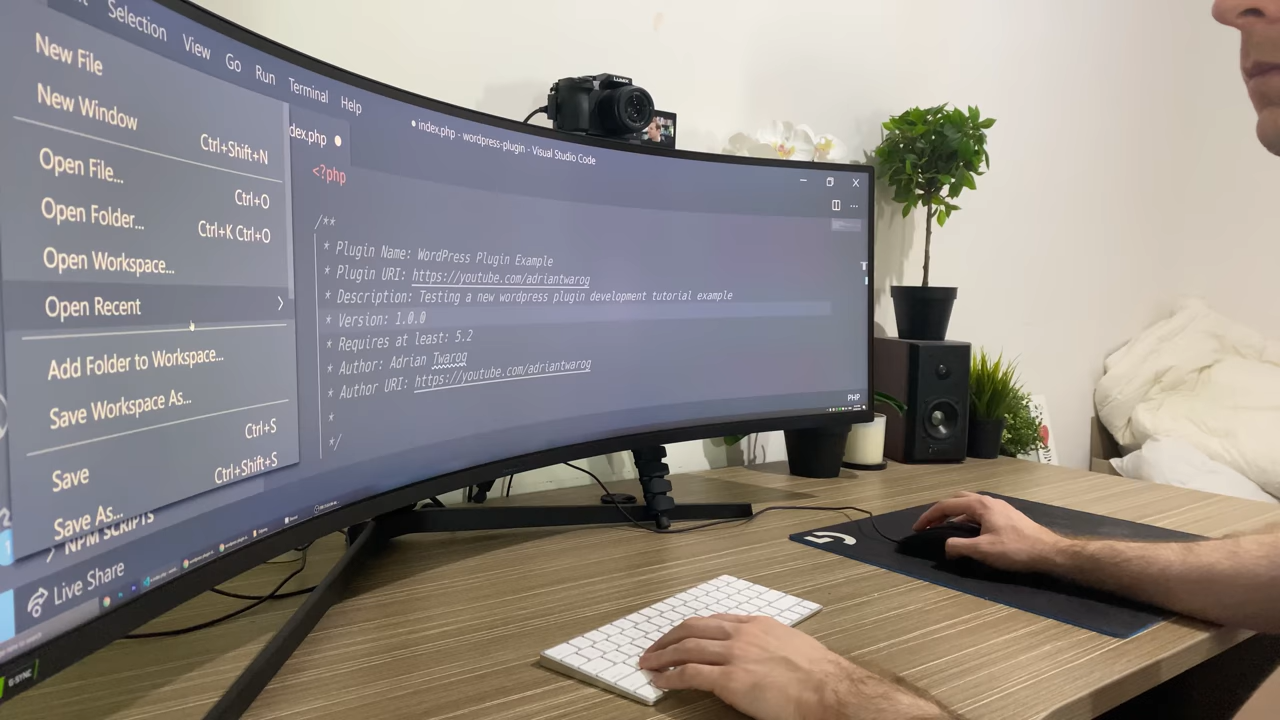 Selection View Go Run Terminal Help
New File
New Window
Ctrl+Shift+N
Open File...
Ctrl+O
Open Folder...
Ctrl+K Ctrl+O
Open Workspace...
Open Recent
Add Folder to Workspace...
Save Workspace As...
Ctrl+S
Save
Ctrl+Shift+S
Save As...
NPM SCRIPTS
Live Share
G-SYNC
dex.php
index.php - wordpress-plugin - Visual Studio Code
<?php
/**
* Plugin Name: WordPress Plugin Example
* Plugin URI: https://youtube.com/adriantwarog
* Description: Testing a new wordpress plugin development tutorial example
* Version: 1.0.0
* Requires at least: 5.2
* Author: Adrian Twarog
* Author URI: https://youtube.com/adriantwarog
*
*/
PHP
LUMIX